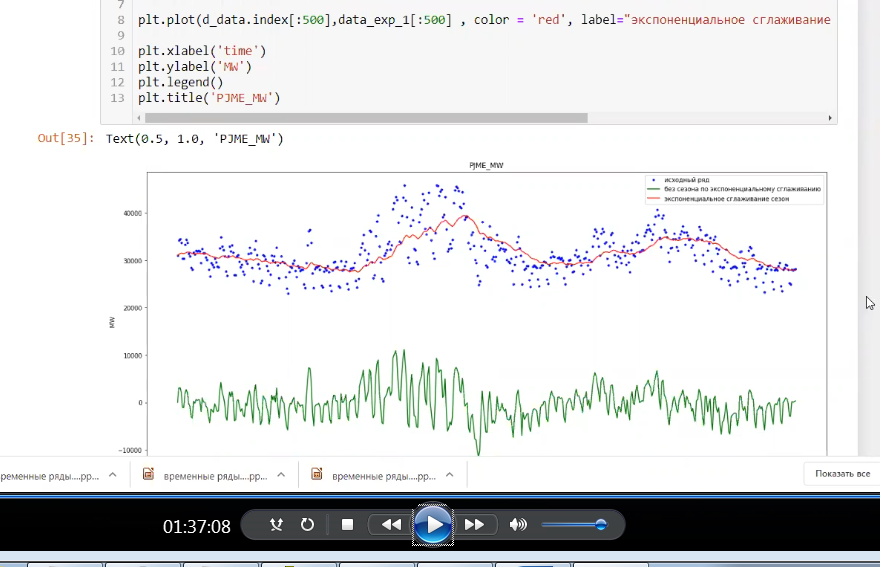 7
8 plt.plot(d_data.index[:500],data_exp_1[:500] , color = 'red', label="экспоненциальное сглаживание
9
10 plt.xlabel('time')
11 plt.ylabel('MW')
12 plt.legend()
13 plt.title('PJME_MW')
Out[35]: Text(0.5, 1.0, 'PJME_MW')
PJME_MW
исходный ряд
без сезона по экспоненциальному сглаживанию
экспоненциальное сглаживание сезон
40000
30000
20000
10000
0
−10000
MW
ременные ряды....pp...
временные ряды....pp...
временные ряды....pp...
Показать все
01:37:08